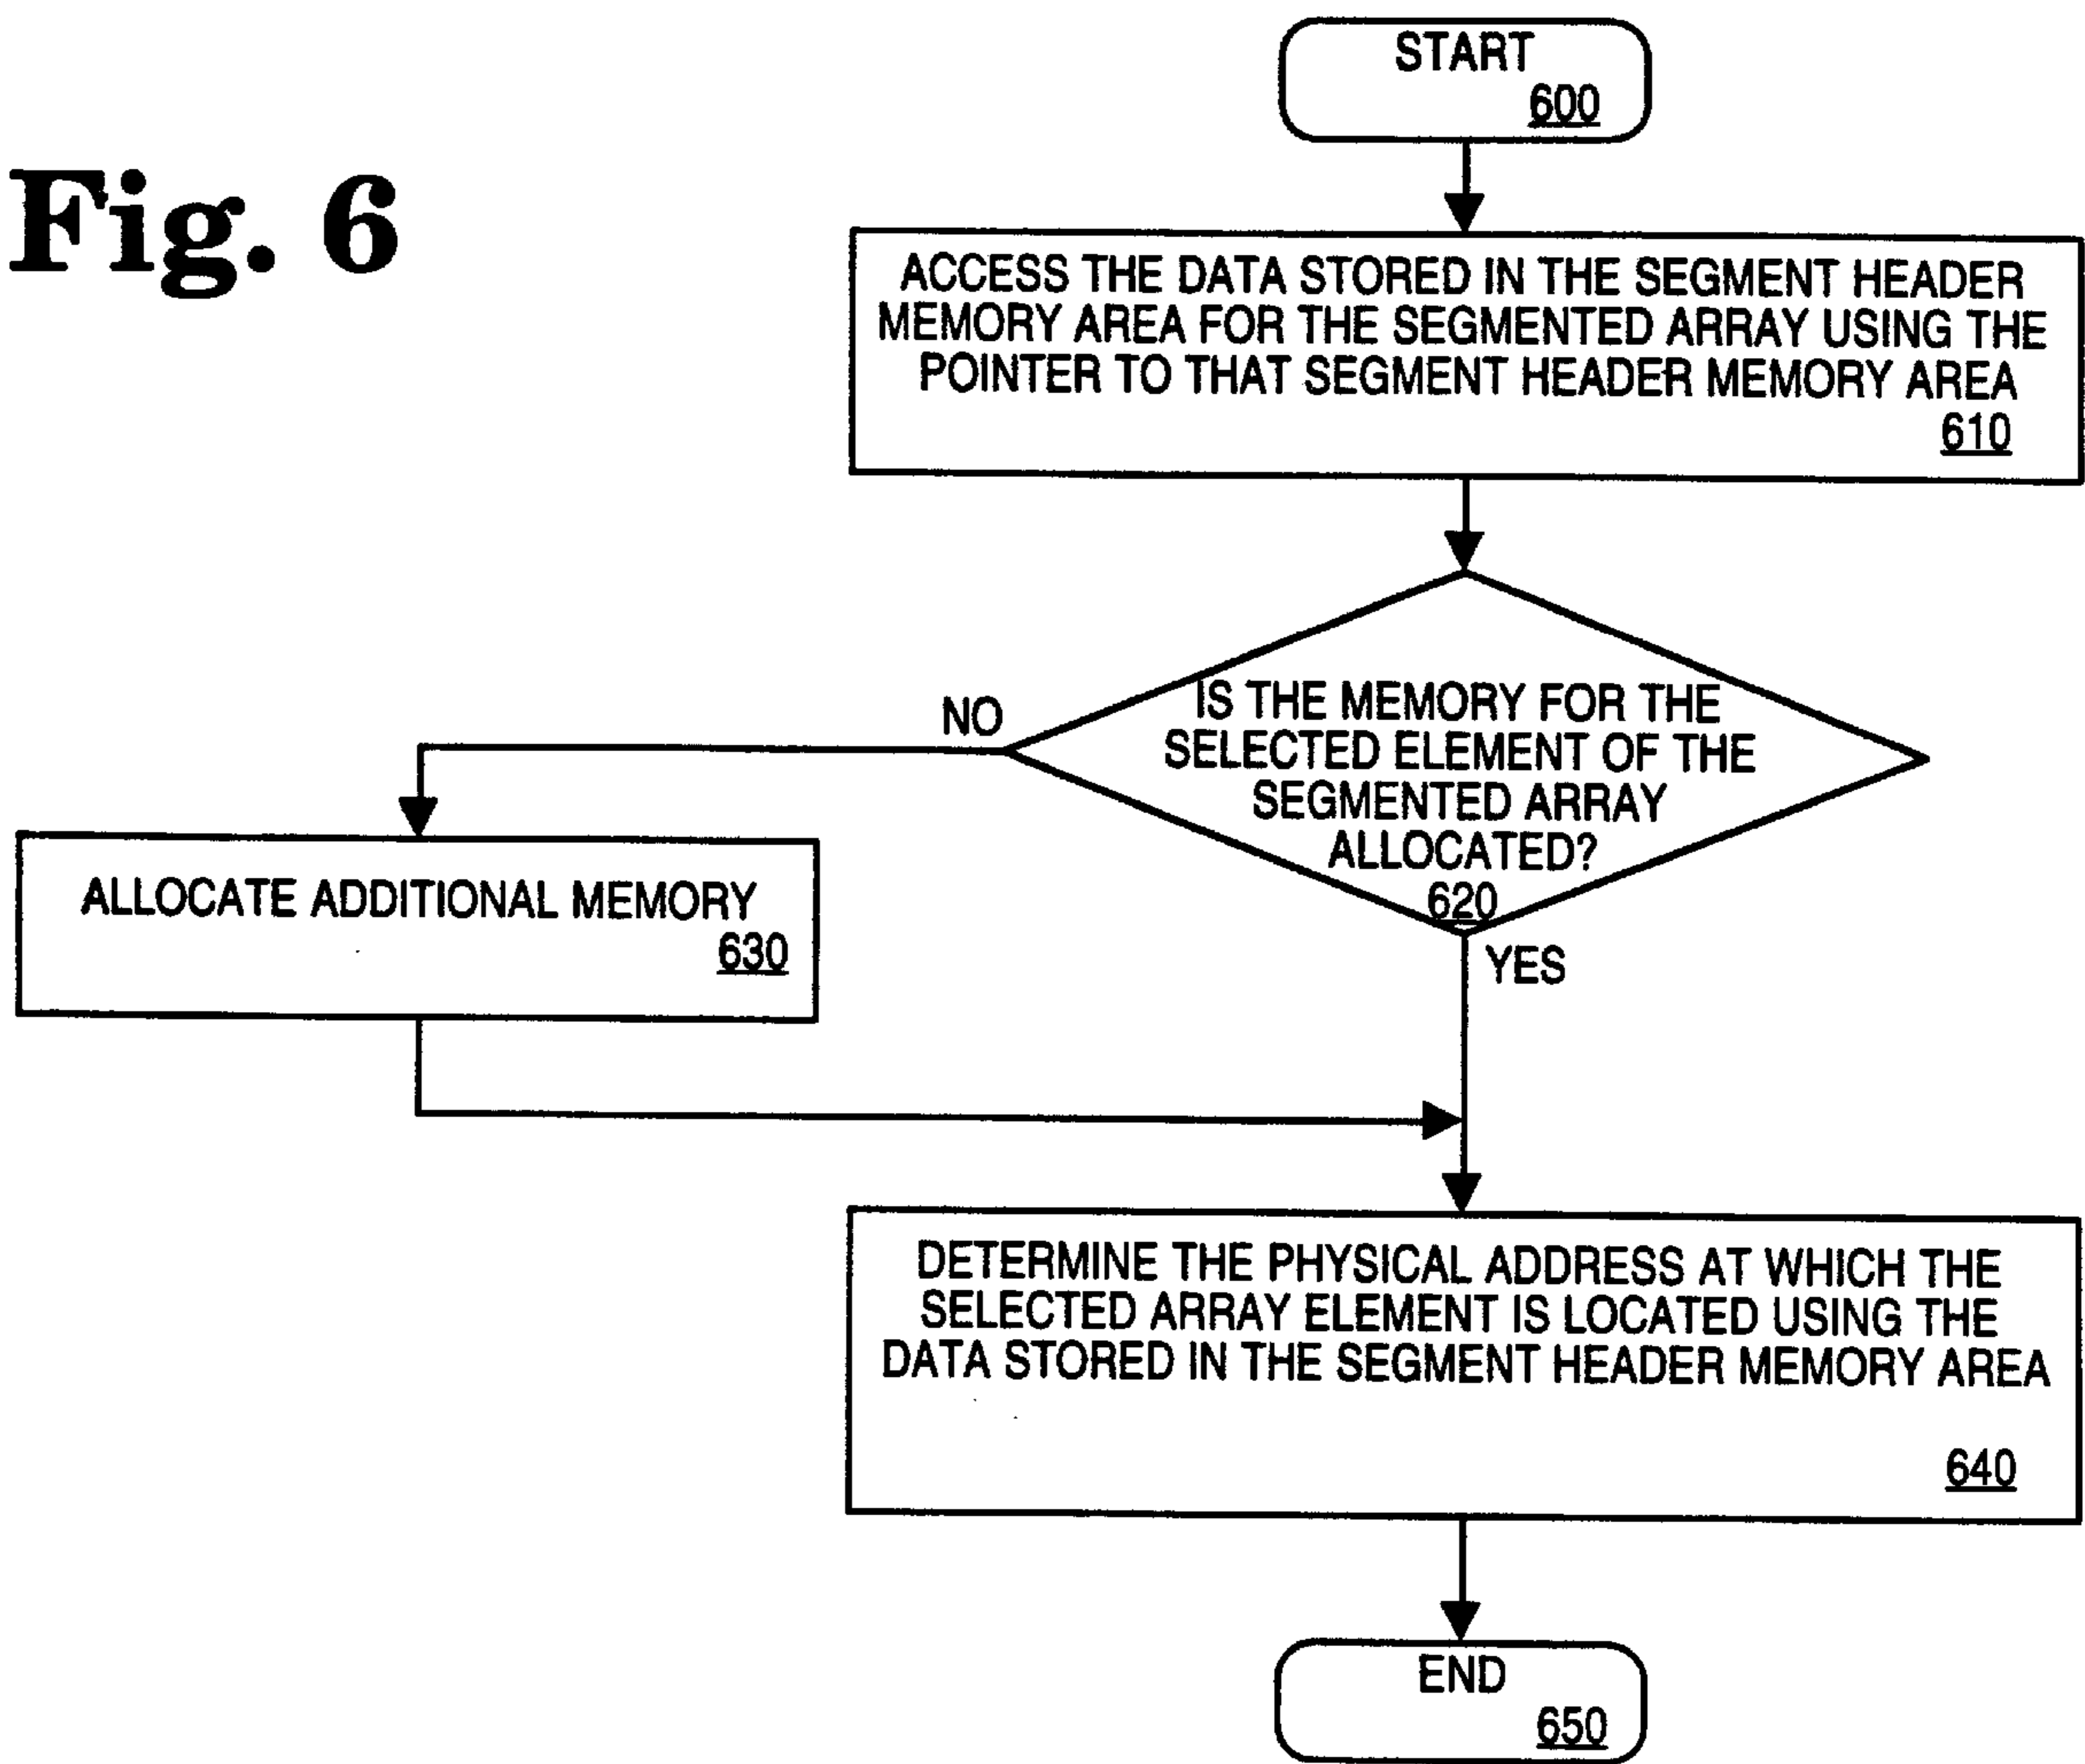 Fig. 6
START
600
ACCESS THE DATA STORED IN THE SEGMENT HEADER
MEMORY AREA FOR THE SEGMENTED ARRAY USING THE
POINTER TO THAT SEGMENT HEADER MEMORY AREA
610
IS THE MEMORY FOR THE
SELECTED ELEMENT OF THE
SEGMENTED ARRAY
ALLOCATED?
620
NO
YES
ALLOCATE ADDITIONAL MEMORY
630
DETERMINE THE PHYSICAL ADDRESS AT WHICH THE
SELECTED ARRAY ELEMENT IS LOCATED USING THE
DATA STORED IN THE SEGMENT HEADER MEMORY AREA
640
END
650